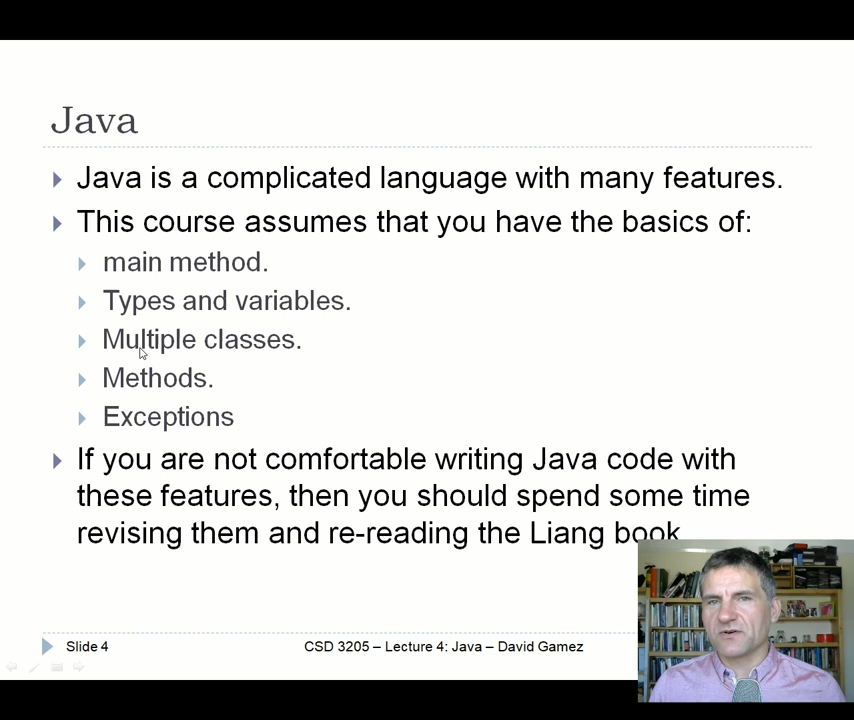 Java
Java is a complicated language with many features.
This course assumes that you have the basics of:
main method.
Types and variables.
Multiple classes.
Methods.
Exceptions
If you are not comfortable writing Java code with
these features, then you should spend some time
revising them and re-reading the Liang book
Slide 4
CSD 3205 – Lecture 4: Java – David Gamez